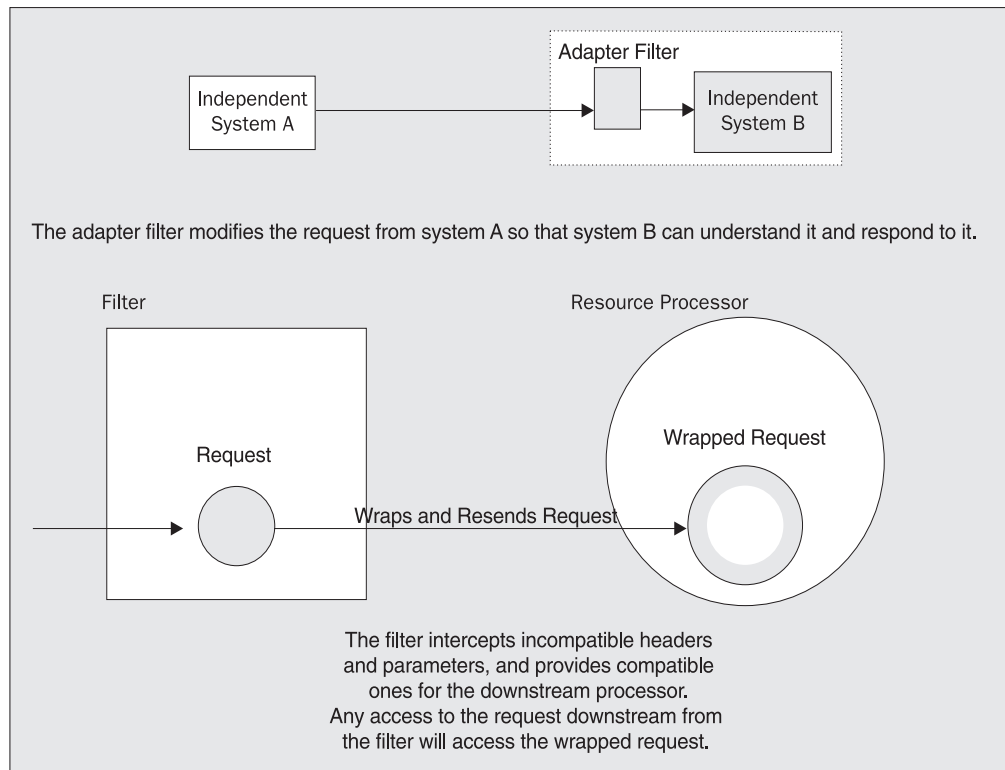 Adapter Filter
Independent
System A
Independent
System B
The adapter filter modifies the request from system A so that system B can understand it and respond to it.
Filter
Resource Processor
Request
Wrapped Request
Wraps and Resends Request
The filter intercepts incompatible headers
and parameters, and provides compatible
ones for the downstream processor.
Any access to the request downstream from
the filter will access the wrapped request.